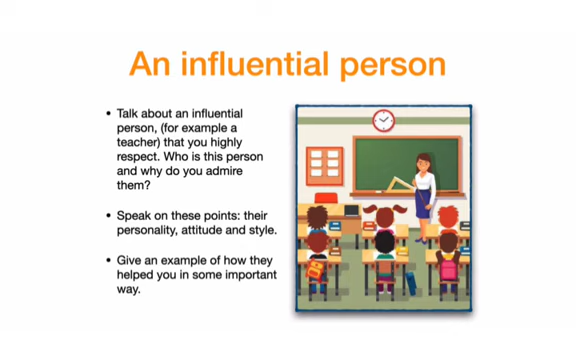 An influential person
• Talk about an influential
person, (for example a
teacher) that you highly
respect. Who is this person
and why do you admire
them?
• Speak on these points: their
personality, attitude and style.
• Give an example of how they
helped you in some important
way.